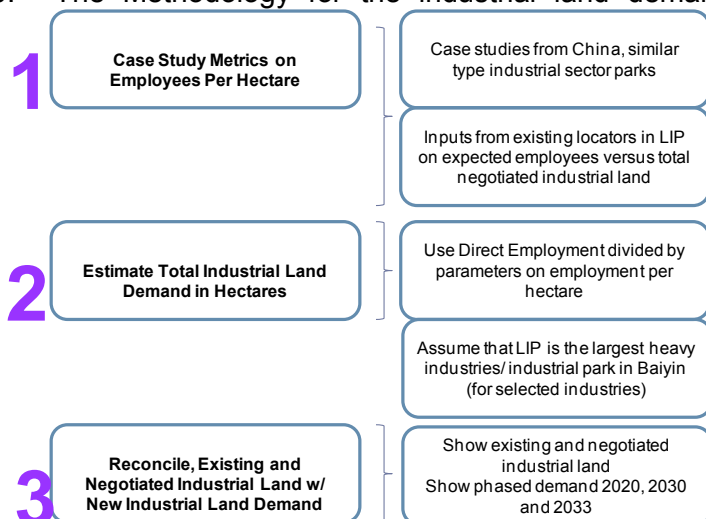 The Methodology for the industrial land
1
Case Study Metrics on
Employees Per Hectare
Case studies from China, similar
type industrial sector parks
Inputs from existing locators in LIP
on expected employees versus total
negotiated industrial land
2
Estimate Total Industrial Land
Demand in Hectares
Use Direct Employment divided by
parameters on employment per
hectare
Assume that LIP is the largest heavy
industries/ industrial park in Baiyin
(for selected industries)
3
Reconcile, Existing and
Negotiated Industrial Land w/
New Industrial Land Demand
Show existing and negotiated
industrial land
Show phased demand 2020, 2030
and 2033